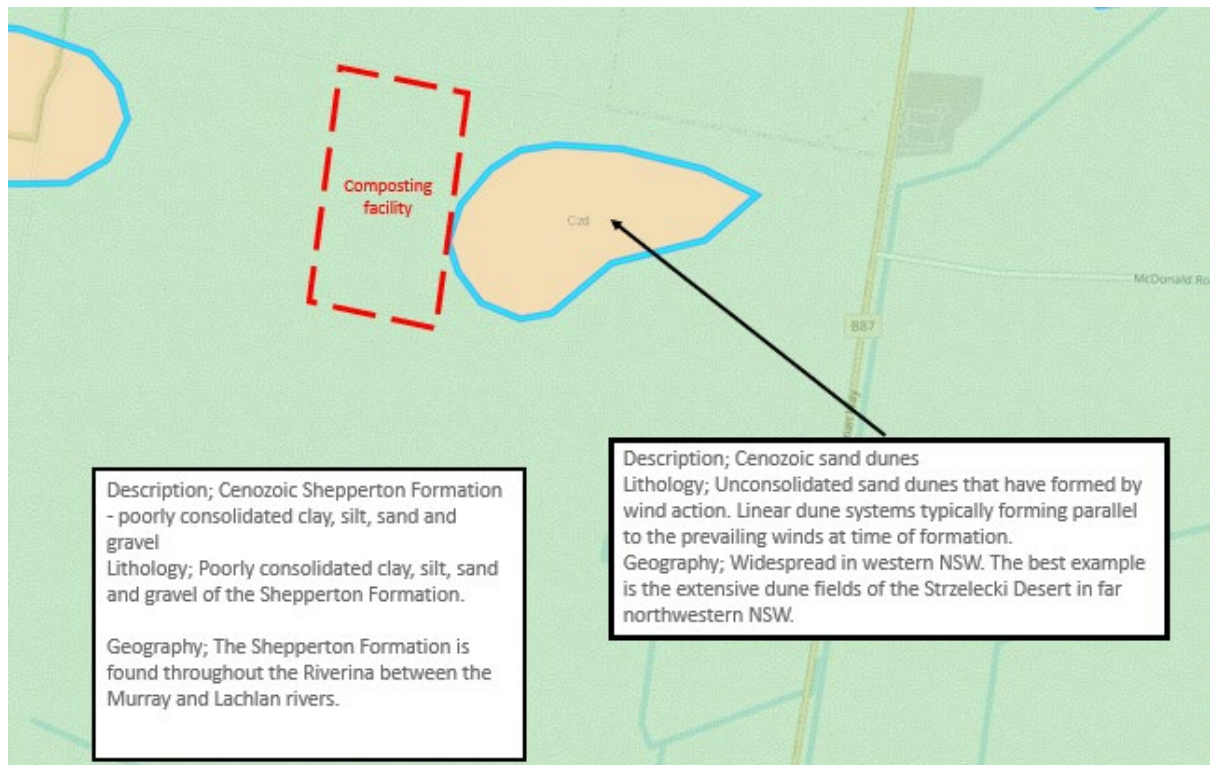 Composting
facility
Czd
McDonald Ro
B87
Description; Cenozoic Shepperton Formation
- poorly consolidated clay, silt, sand and
gravel
Lithology; Poorly consolidated clay, silt, sand
and gravel of the Shepperton Formation.
Geography; The Shepperton Formation is
found throughout the Riverina between the
Murray and Lachlan rivers.
Description; Cenozoic sand dunes
Lithology; Unconsolidated sand dunes that have formed by
wind action. Linear dune systems typically forming parallel
to the prevailing winds at time of formation.
Geography; Widespread in western NSW. The best example
is the extensive dune fields of the Strzelecki Desert in far
northwestern NSW.